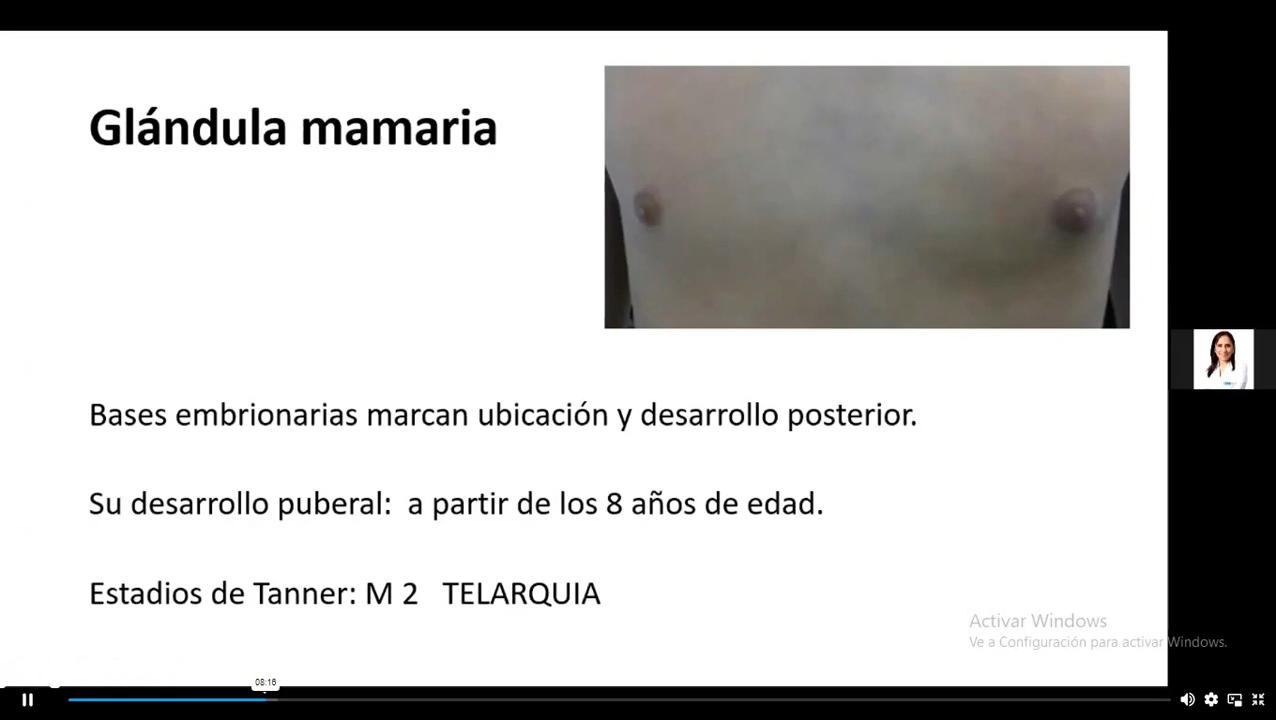 Glándula mamaria
Bases embrionarias marcan ubicación y desarrollo posterior.
Su desarrollo puberal: a partir de los 8 años de edad.
Estadios de Tanner: M 2 TELARQUIA
Activar Windows
Ve a Configuración para activar Windows.
08:16